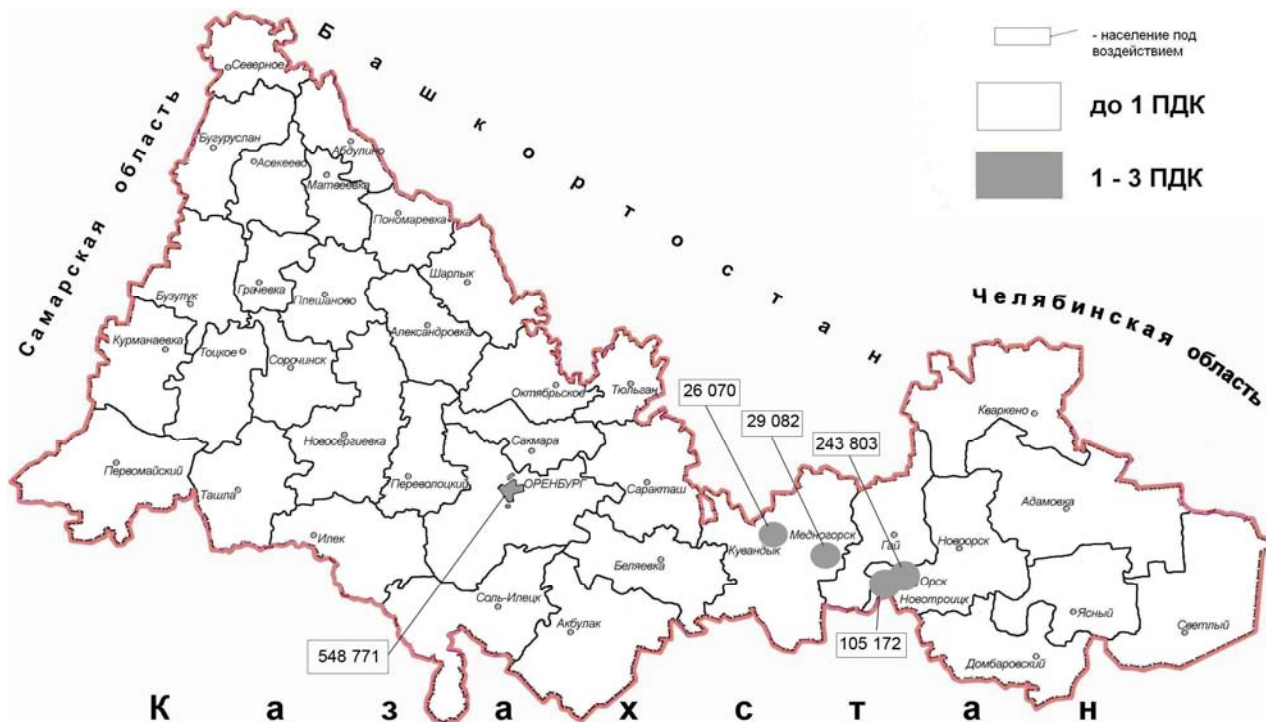 Башкортостан
- население под
воздействием
до 1 ПДК
1 - 3 ПДК
Самарская область
Челябинская область
Северное
Бугуруслан
Асекеево
Абдулино
Матвеевка
Пономаревка
Шарлык
Бузулук
Грачевка
Плешаново
Александровка
Курманаевка
Тоцкое
Сорочинск
Октябрьское
Тюльган
26 070
29 082
243 803
Кваркено
Новосергиевка
Сакмара
Первомайский
Ташла
Переволоцкий
ОРЕНБУРГ
Саракташ
Адамовка
Илек
Беляевка
Кувандык
Медногорск
Гай
Новоорск
Орск
Новотроицк
Соль-Илецк
Акбулак
Ясный
Светлый
548 771
105 172
Домбаровский
Казахстан